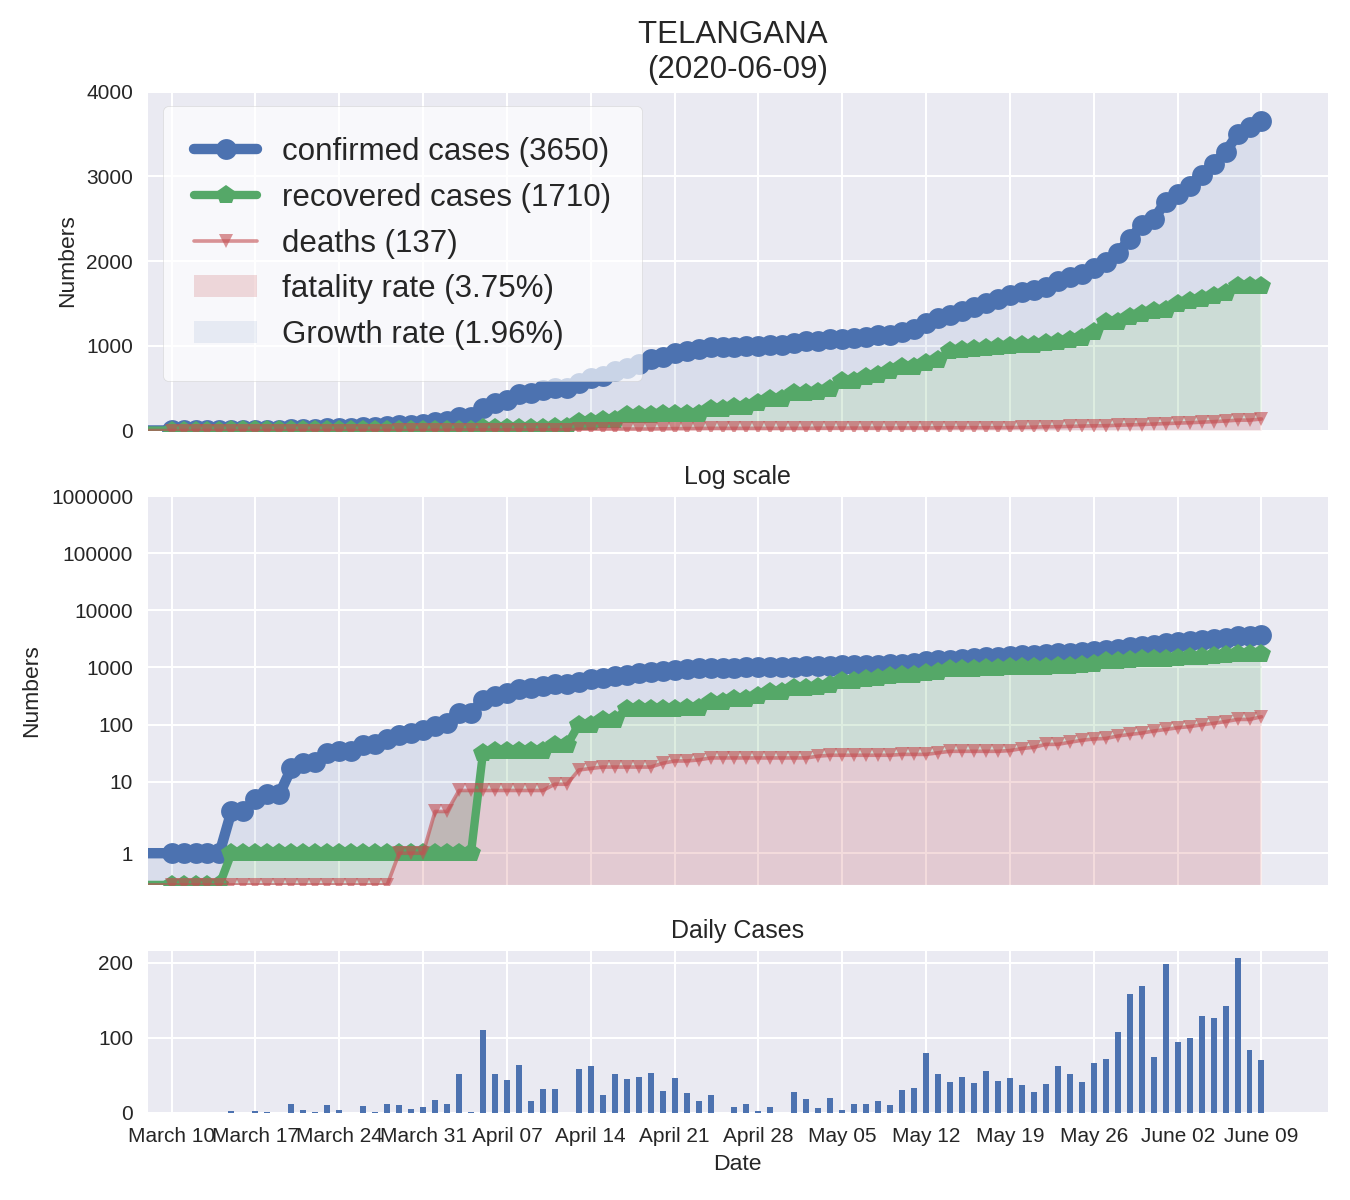 TELANGANA
(2020-06-09)
4000
3000
2000
1000
0
Numbers
confirmed cases (3650)
recovered cases (1710)
deaths (137)
fatality rate (3.75%)
Growth rate (1.96%)
Log scale
1000000
100000
10000
1000
100
10
1
Numbers
Daily Cases
200
100
0
March 10 March 17 March 24 March 31 April 07 April 14 April 21 April 28 May 05 May 12 May 19 May 26 June 02 June 09
Date